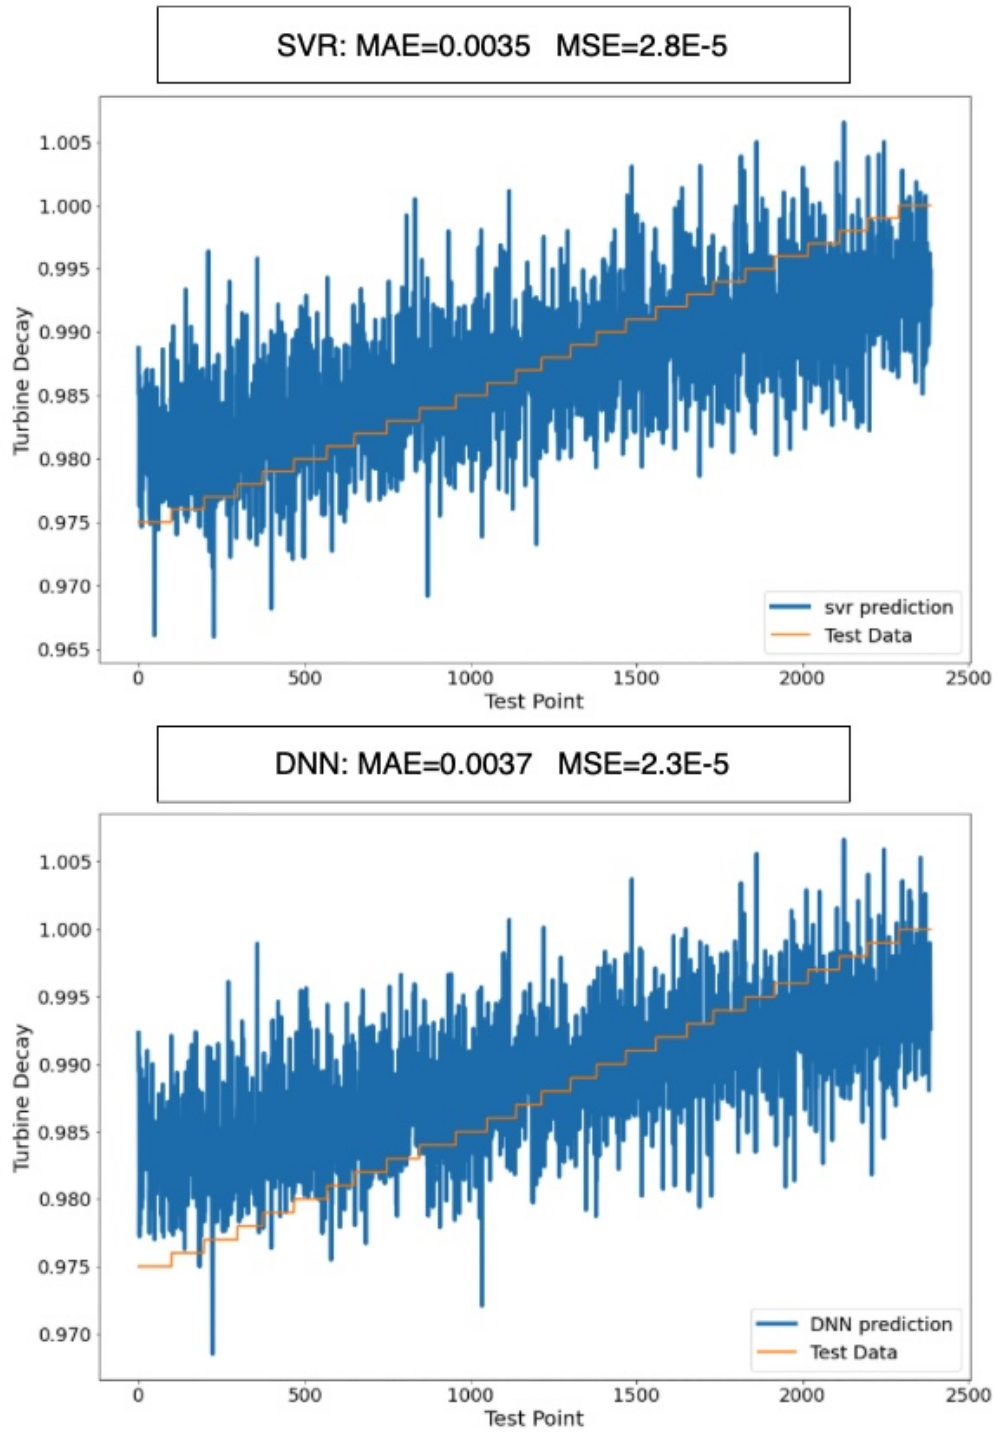 SVR: MAE=0.0035 MSE=2.8E-5
1.005
1.000
0.995
0.990
0.985
0.980
0.975
0.970
0.965
Turbine Decay
svr prediction
Test Data
0 500 1000 1500 2000 2500
Test Point
DNN: MAE=0.0037 MSE=2.3E-5
1.005
1.000
0.995
0.990
0.985
0.980
0.975
0.970
Turbine Decay
DNN prediction
Test Data
0 500 1000 1500 2000 2500
Test Point